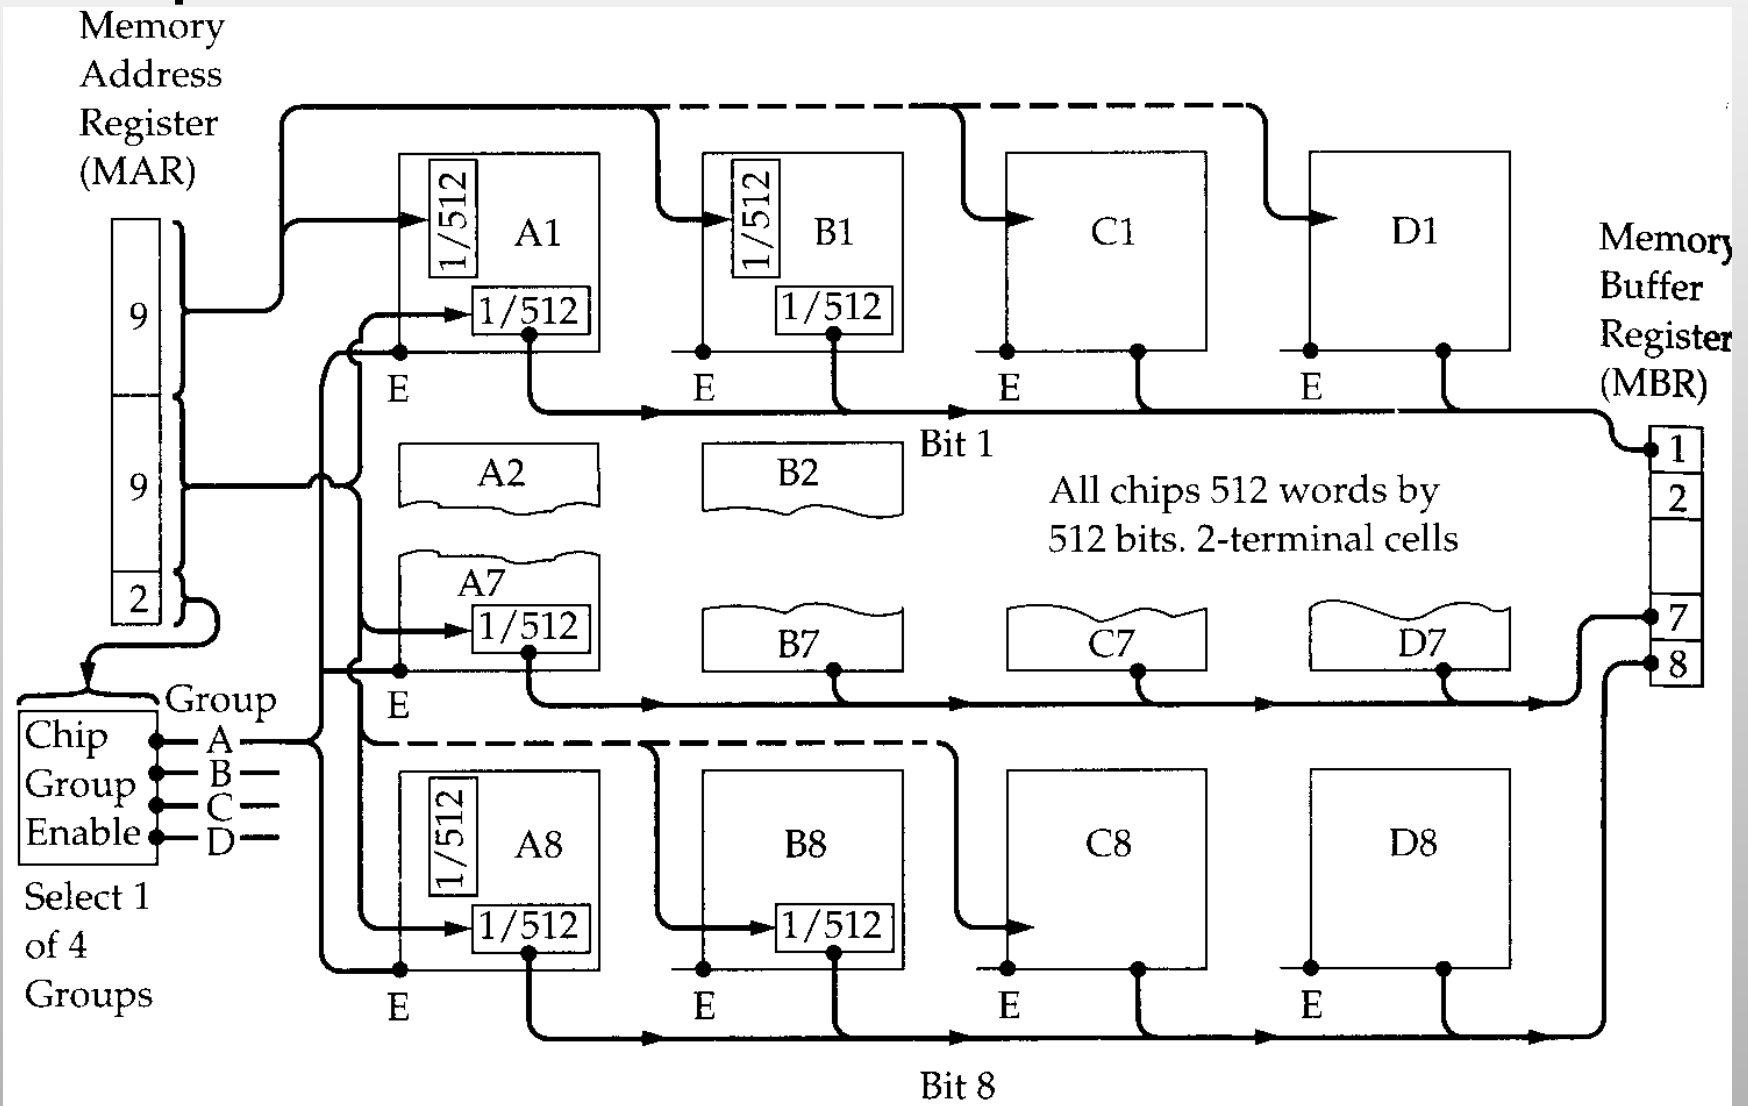 Memory
Address
Register
(MAR)
9
9
2
1/512
A1
1/512
E
1/512
B1
1/512
E
C1
E
D1
E
Memory
Buffer
Register
(MBR)
Bit 1
1
2
7
8
A2
B2
All chips 512 words by
512 bits. 2-terminal cells
A7
1/512
E
B7
C7
D7
Group
Chip
Group
Enable
A
B
C
D
Select 1
of 4
Groups
1/512
A8
1/512
E
B8
1/512
E
C8
E
D8
E
Bit 8